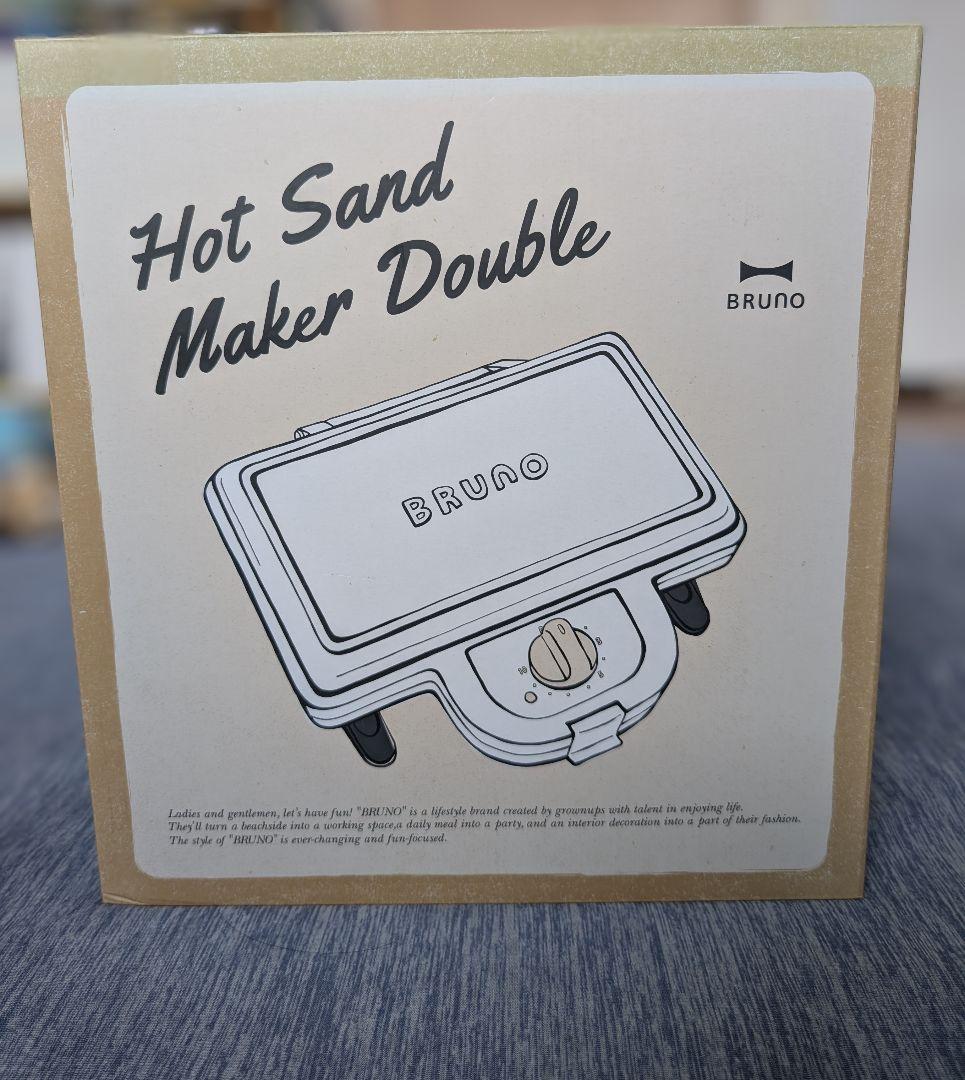 Hot Sand
Maker Double
BRUNO
BRUNO
Ladies and gentlemen, let's have fun! "BRUNO" is a lifestyle brand created by grownups with talent in enjoying life.
They'll turn a beachside into a working space,a daily meal into a party, and an interior decoration into a part of their fashion.
The style of "BRUNO" is ever-changing and fun-focused.